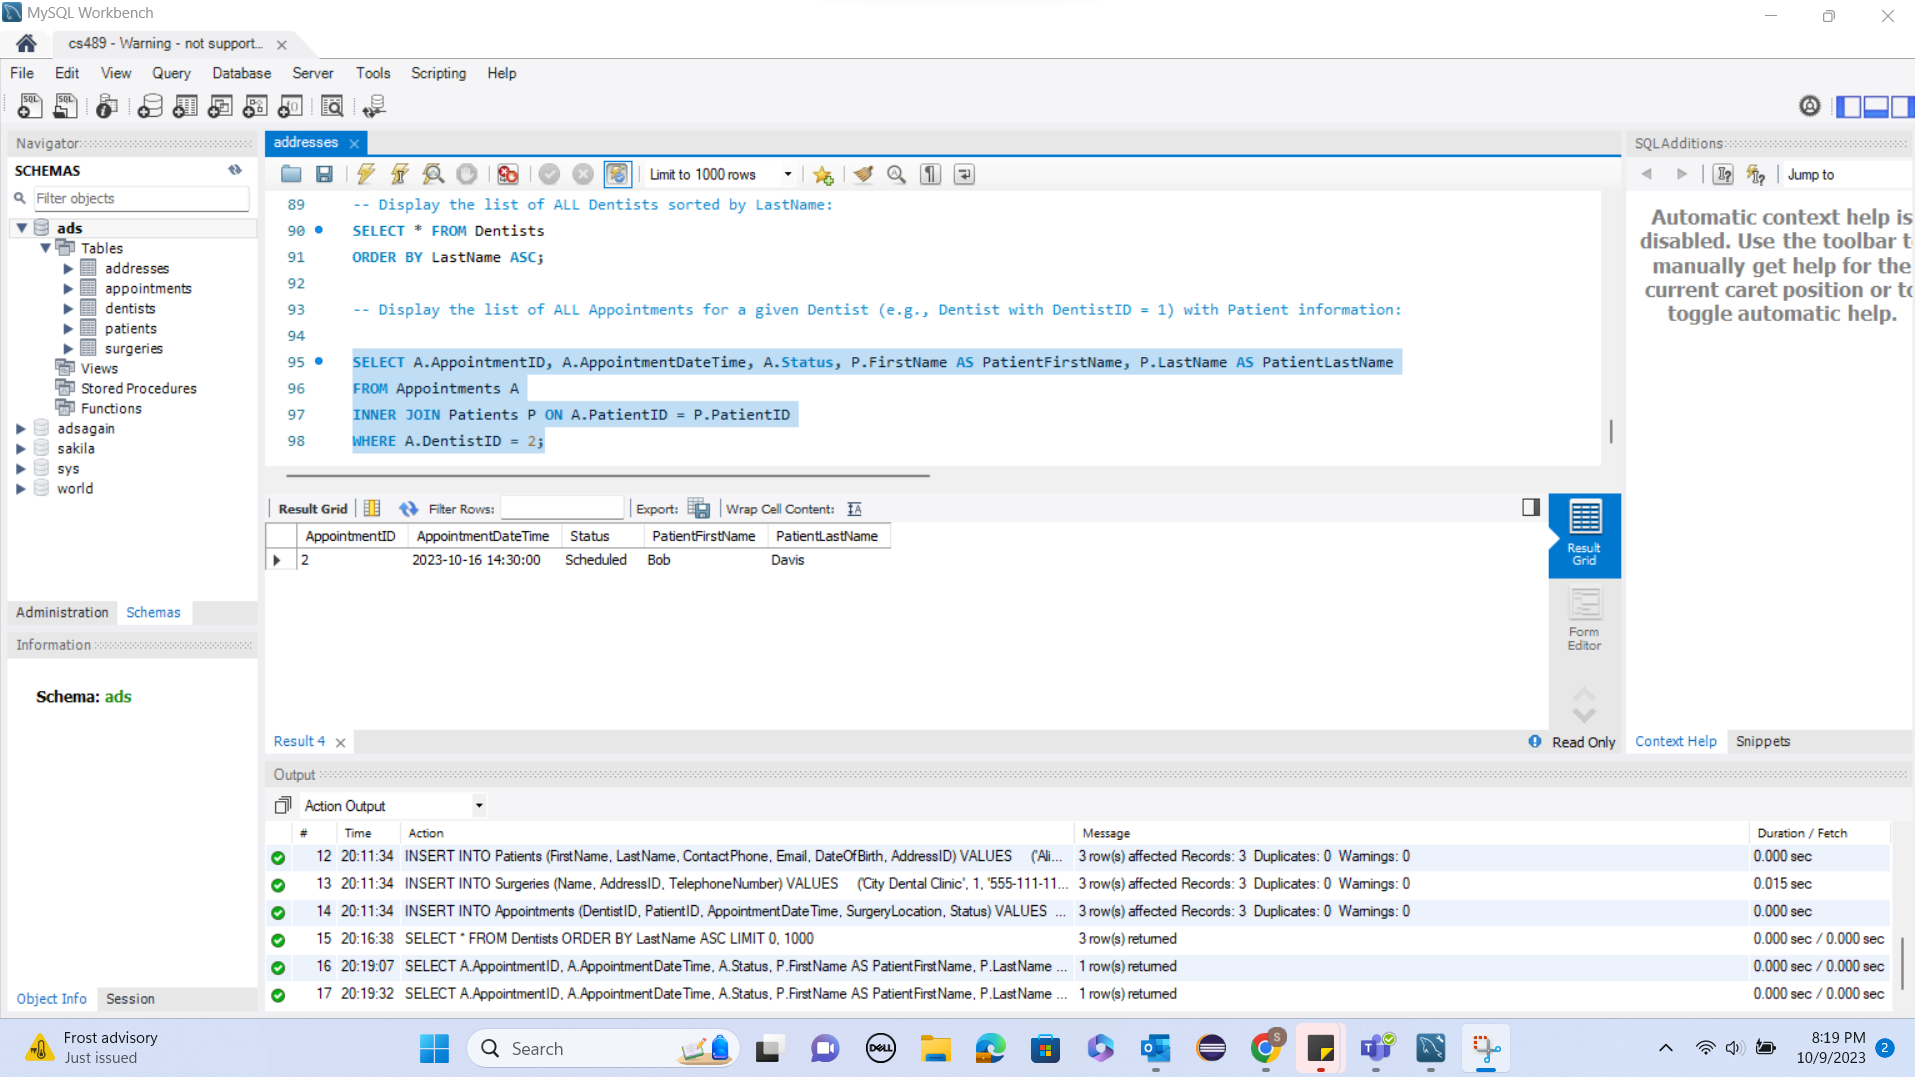 MySQL Workbench
cs489 - Warning - not support...
File Edit View Query Database Server Tools Scripting Help
Navigator
SCHEMAS
Filter objects
ads
Tables
addresses
appointments
dentists
patients
surgeries
Views
Stored Procedures
Functions
adsagain
sakila
sys
world
Administration Schemas
Information
Schema: ads
Object Info Session
addresses
Limit to 1000 rows
89 -- Display the list of ALL Dentists sorted by LastName:
90 SELECT * FROM Dentists
91 ORDER BY LastName ASC;
92
93 -- Display the list of ALL Appointments for a given Dentist (e.g., Dentist with DentistID = 1) with Patient information:
94
95 SELECT A.AppointmentID, A.AppointmentDateTime, A.Status, P.FirstName AS PatientFirstName, P.LastName AS PatientLastName
96 FROM Appointments A
97 INNER JOIN Patients P ON A.PatientID = P.PatientID
98 WHERE A.DentistID = 2;
Result Grid Filter Rows: Export: Wrap Cell Content:
AppointmentID AppointmentDateTime Status PatientFirstName PatientLastName
2 2023-10-16 14:30:00 Scheduled Bob Davis
Result Grid
Form Editor
Result 4
Read Only
SQLAdditions
Jump to
Automatic context help is
disabled. Use the toolbar t
manually get help for the
current caret position or to
toggle automatic help.
Context Help Snippets
Output
Action Output
# Time Action Message Duration / Fetch
12 20:11:34 INSERT INTO Patients (FirstName, LastName, ContactPhone, Email, DateOfBirth, AddressID) VALUES ('Ali... 3 row(s) affected Records: 3 Duplicates: 0 Warnings: 0 0.000 sec
13 20:11:34 INSERT INTO Surgeries (Name, AddressID, TelephoneNumber) VALUES ('City Dental Clinic', 1, '555-111-11... 3 row(s) affected Records: 3 Duplicates: 0 Warnings: 0 0.015 sec
14 20:11:34 INSERT INTO Appointments (DentistID, PatientID, AppointmentDateTime, SurgeryLocation, Status) VALUES ... 3 row(s) affected Records: 3 Duplicates: 0 Warnings: 0 0.000 sec
15 20:16:38 SELECT * FROM Dentists ORDER BY LastName ASC LIMIT 0, 1000 3 row(s) returned 0.000 sec / 0.000 sec
16 20:19:07 SELECT A.AppointmentID, A.AppointmentDateTime, A.Status, P.FirstName AS PatientFirstName, P.LastName ... 1 row(s) returned 0.000 sec / 0.000 sec
17 20:19:32 SELECT A.AppointmentID, A.AppointmentDateTime, A.Status, P.FirstName AS PatientFirstName, P.LastName ... 1 row(s) returned 0.000 sec / 0.000 sec
Frost advisory
Just issued
Search
DELL
S
8:19 PM
10/9/2023
2